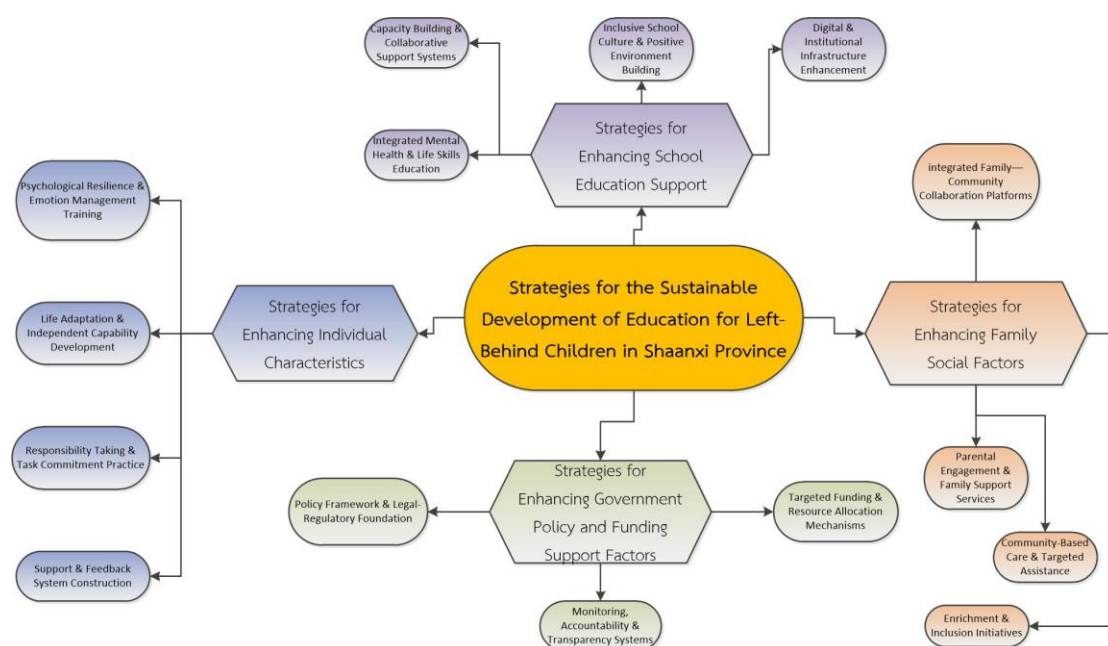 Capacity Building &
Collaborative
Support Systems
Inclusive School
Culture & Positive
Environment
Building
Digital &
Institutional
Infrastructure
Enhancement
Integrated Mental
Health & Life Skills
Education
Strategies for
Enhancing School
Education Support
integrated Family—
Community
Collaboration Platforms
Psychological Resilience &
Emotion Management
Training
Life Adaptation &
Independent Capability
Development
Responsibility Taking &
Task Commitment Practice
Support & Feedback
System Construction
Strategies for
Enhancing Individual
Characteristics
Strategies for the Sustainable
Development of Education for Left-
Behind Children in Shaanxi Province
Strategies for
Enhancing Family
Social Factors
Parental
Engagement &
Family Support
Services
Community-Based
Care & Targeted
Assistance
Enrichment &
Inclusion Initiatives
Policy Framework & Legal-
Regulatory Foundation
Strategies for
Enhancing Government
Policy and Funding
Support Factors
Targeted Funding &
Resource Allocation
Mechanisms
Monitoring,
Accountability &
Transparency Systems